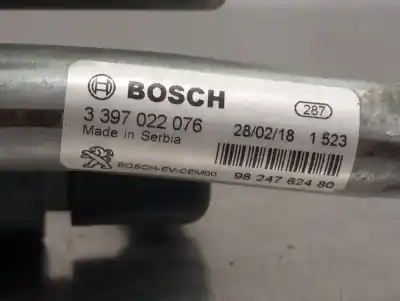 BOSCH
287
3 397 022 076
28/02/18 1 523
Made in Serbia
BOSCH-EV-OEM00
98 247 624 80